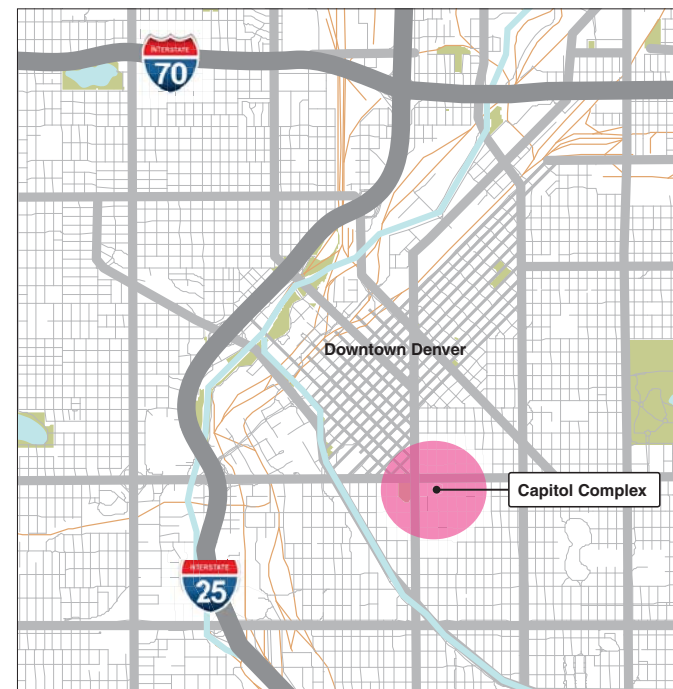 INTERSTATE
70
Downtown Denver
Capitol Complex
INTERSTATE
25